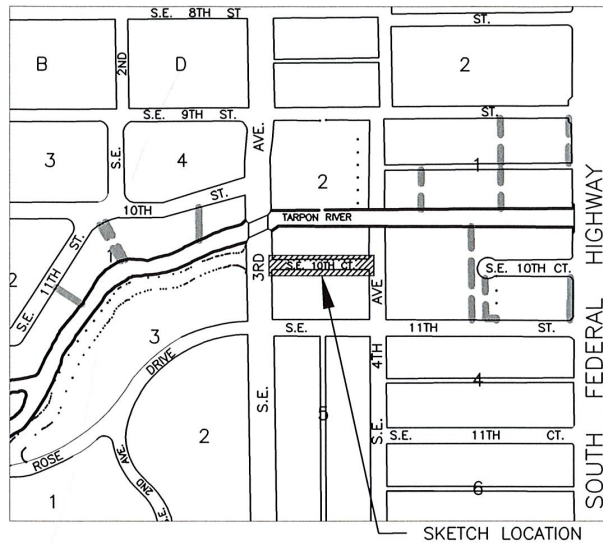 S.E. 8TH ST
ST.
B
2ND
D
2
S.E. 9TH ST.
ST.
AVE.
3
S.E.
4
2
1
10TH ST.
TARPON RIVER
1
2
S.E. 11TH ST.
3RD
S.E. 10TH CT.
AVE
S.E. 10TH CT.
SOUTH FEDERAL HIGHWAY
3
S.E. 11TH ST.
ROSE DRIVE
4TH
4
2
S.E.
5
S.E.
S.E. 11TH CT.
S.E. 2ND AVE.
1
6
SKETCH LOCATION